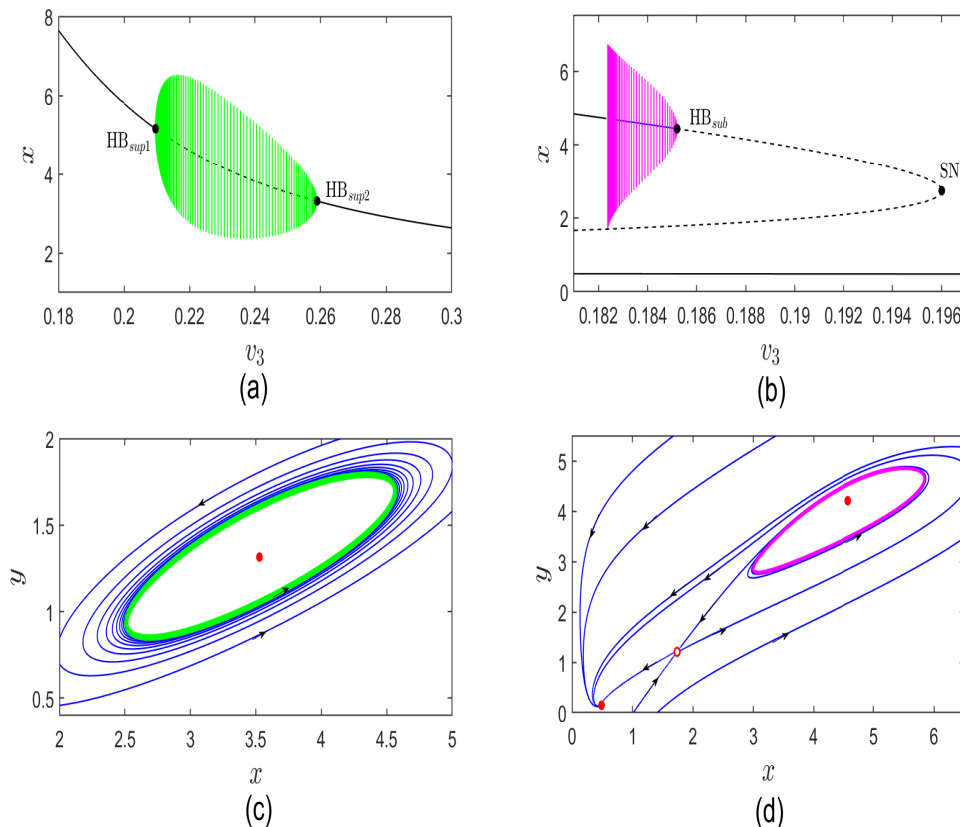 8
6
4
2
x
HB_sup1
HB_sup2
0.18 0.2 0.22 0.24 0.26 0.28 0.3
v_3
(a)
6
4
2
0
x
HB_sub
SN
0.182 0.184 0.186 0.188 0.19 0.192 0.194 0.196
v_3
(b)
2
1.5
1
0.5
y
2 2.5 3 3.5 4 4.5 5
x
(c)
5
4
3
2
1
0
y
0 1 2 3 4 5 6
x
(d)